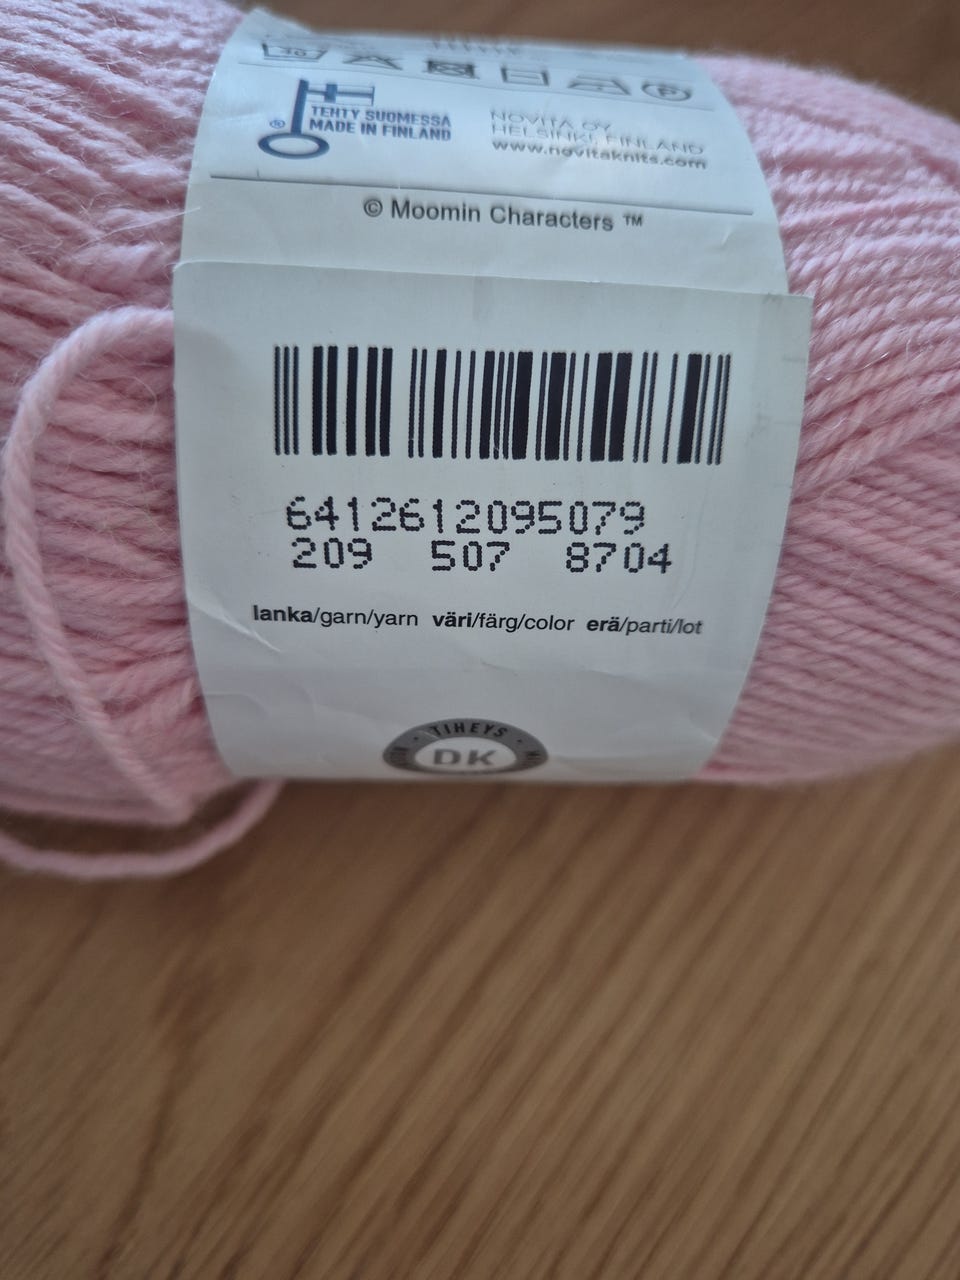 40
P
®
TEHTY SUOMESSA
MADE IN FINLAND
NOVITA OY
HELSINKI, FINLAND
www.novitaknits.com
© Moomin Characters ™
6412612095079
209 507 8704
lanka/garn/yarn väri/färg/color erä/parti/lot
TIHEYS
DK